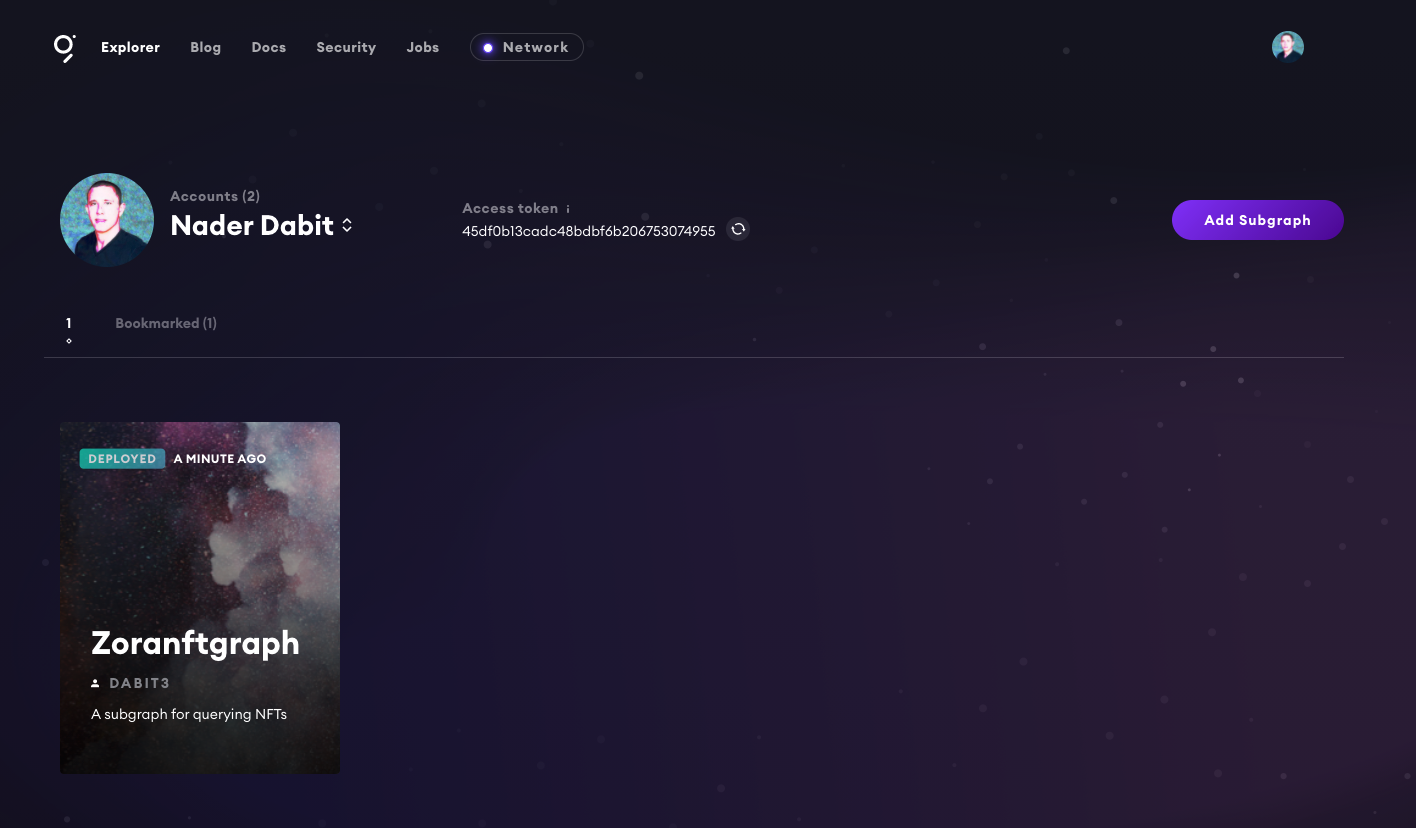 Explorer Blog Docs Security Jobs Network
Accounts (2)
Nader Dabit
Access token i
45df0b13cadc48bdbf6b206753074955
Add Subgraph
1 Bookmarked (1)
DEPLOYED A MINUTE AGO
Zoranftgraph
DABIT3
A subgraph for querying NFTs